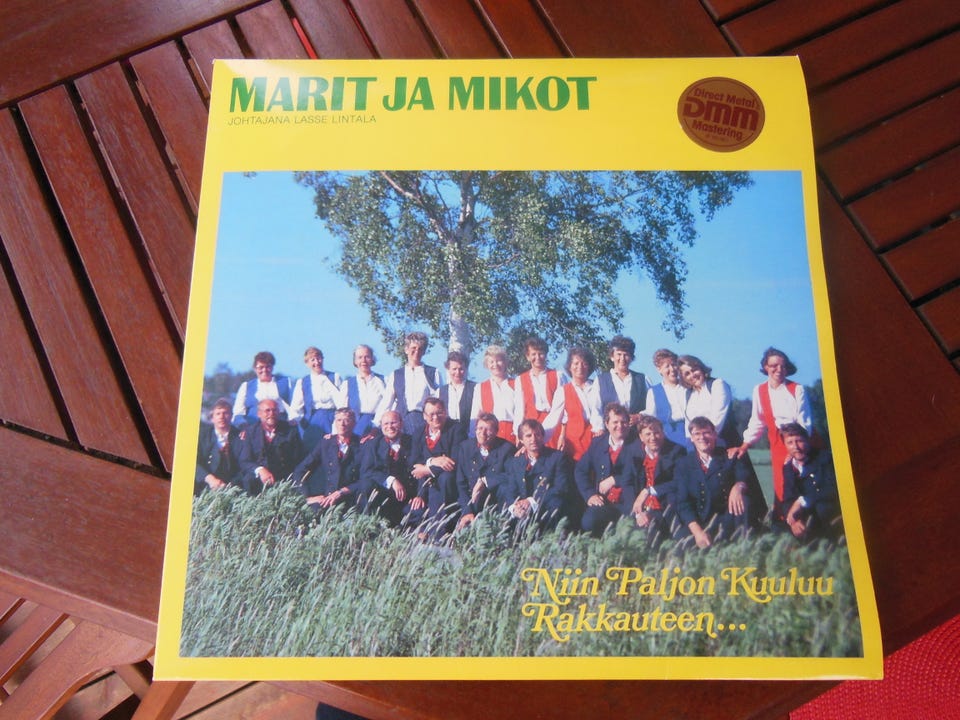 MARIT JA MIKOT
JOHTAJANA LASSE LINTALA
Direct Metal
DMM
Mastering
Niin Paljon Kuuluu
Rakkauteen...